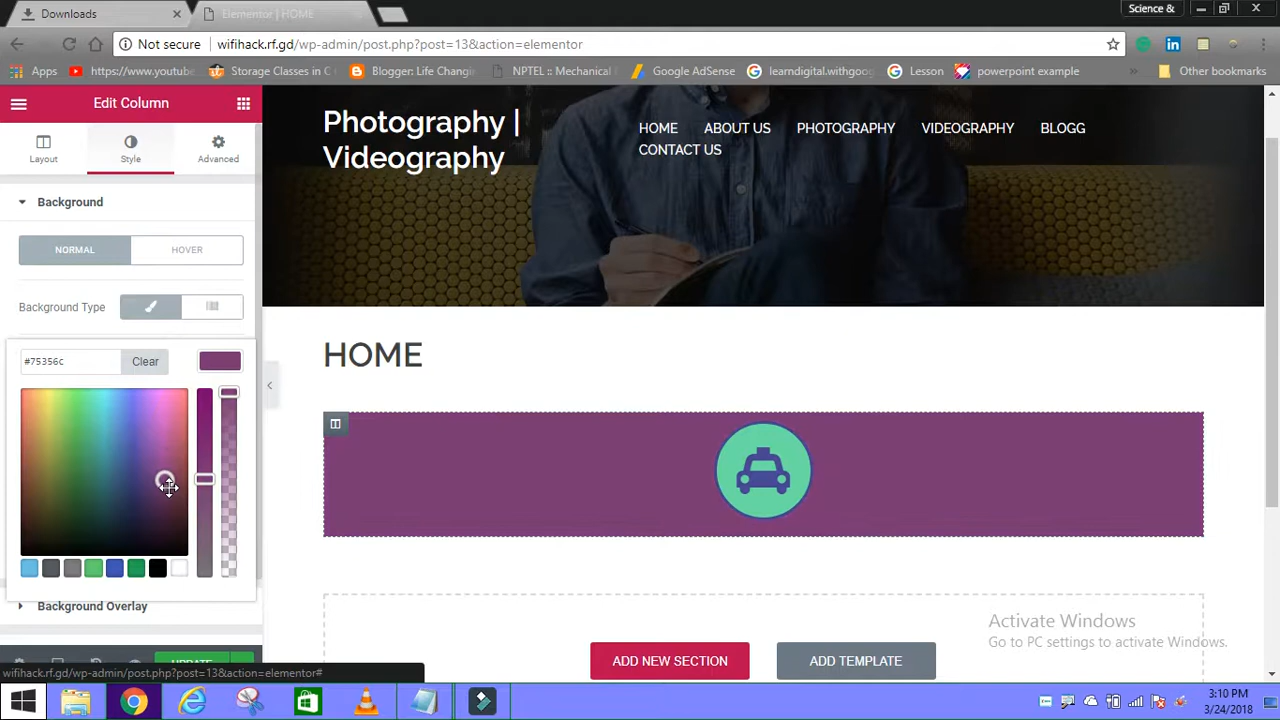 Downloads
Elementor | HOME
Science &
Not secure
wifihack.rf.gd/wp-admin/post.php?post=13&action=elementor
Apps
https://www.youtube.
Storage Classes in C
Blogger: Life Changin
NPTEL :: Mechanical
Google AdSense
learndigital.withgoog
Lesson
powerpoint example
»
Other bookmarks
Edit Column
Layout
Style
Advanced
Background
NORMAL
HOVER
Background Type
#75356c
Clear
Background Overlay
UPDATE
Photography |
Videography
HOME
ABOUT US
PHOTOGRAPHY
VIDEOGRAPHY
BLOGG
CONTACT US
HOME
ADD NEW SECTION
ADD TEMPLATE
Activate Windows
Go to PC settings to activate Windows.
wifihack.rf.gd/wp-admin/post.php?post=13&action=elementor#
3:10 PM
3/24/2018